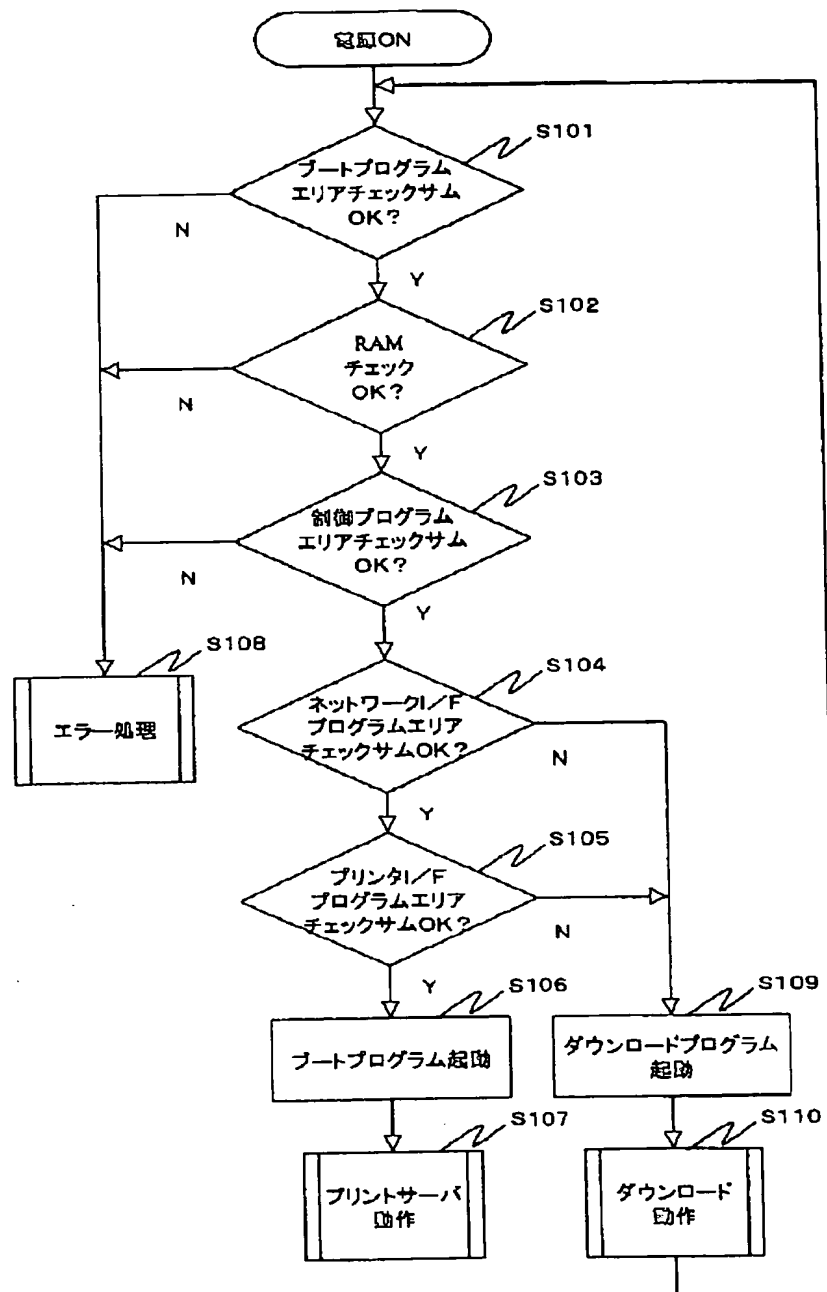 電源ON
S101
ブートプログラム
エリアチェックサム
OK?
N
Y
S102
RAM
チェック
OK?
N
Y
S103
制御プログラム
エリアチェックサム
OK?
N
Y
S108
エラー処理
S104
ネットワークI/F
プログラムエリア
チェックサムOK?
N
Y
S105
プリンタI/F
プログラムエリア
チェックサムOK?
N
Y
S106
ブートプログラム起動
S109
ダウンロードプログラム
起動
S107
プリントサーバ
動作
S110
ダウンロード
動作